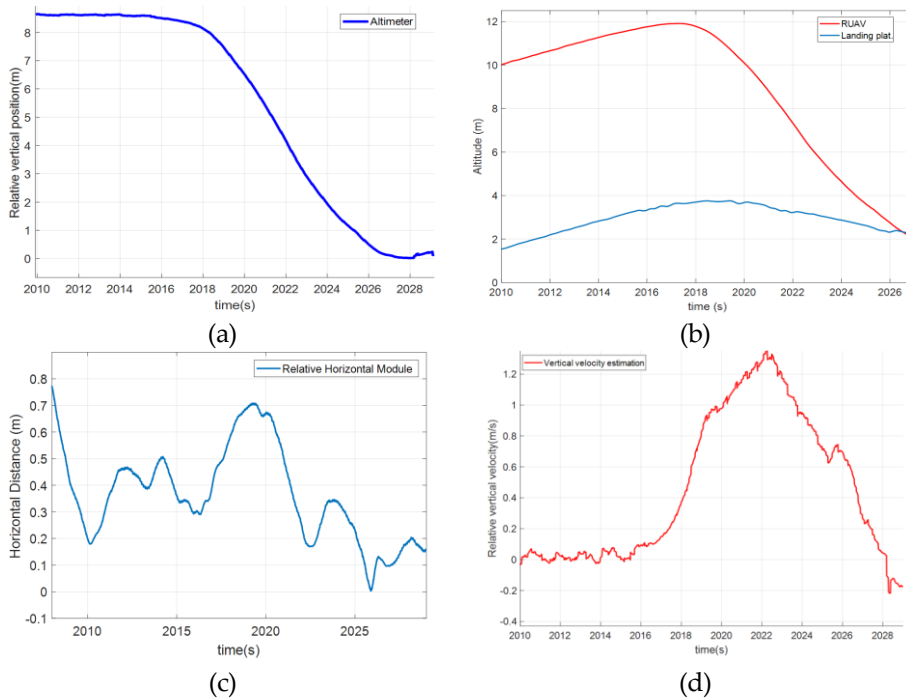 Altimeter
Relative vertical position(m)
8
7
6
5
4
3
2
1
0
2010 2012 2014 2016 2018 2020 2022 2024 2026 2028
time(s)
(a)
RUAV
Landing plat.
Altitude (m)
12
10
8
6
4
2
0
2010 2012 2014 2016 2018 2020 2022 2024 2026
time (s)
(b)
Relative Horizontal Module
Horizontal Distance (m)
0.8
0.7
0.6
0.5
0.4
0.3
0.2
0.1
0
-0.1
2010 2015 2020 2025
time(s)
(c)
Vertical velocity estimation
Relative vertical velocity(m/s)
1.2
1
0.8
0.6
0.4
0.2
0
-0.2
-0.4
2010 2012 2014 2016 2018 2020 2022 2024 2026 2028
time(s)
(d)